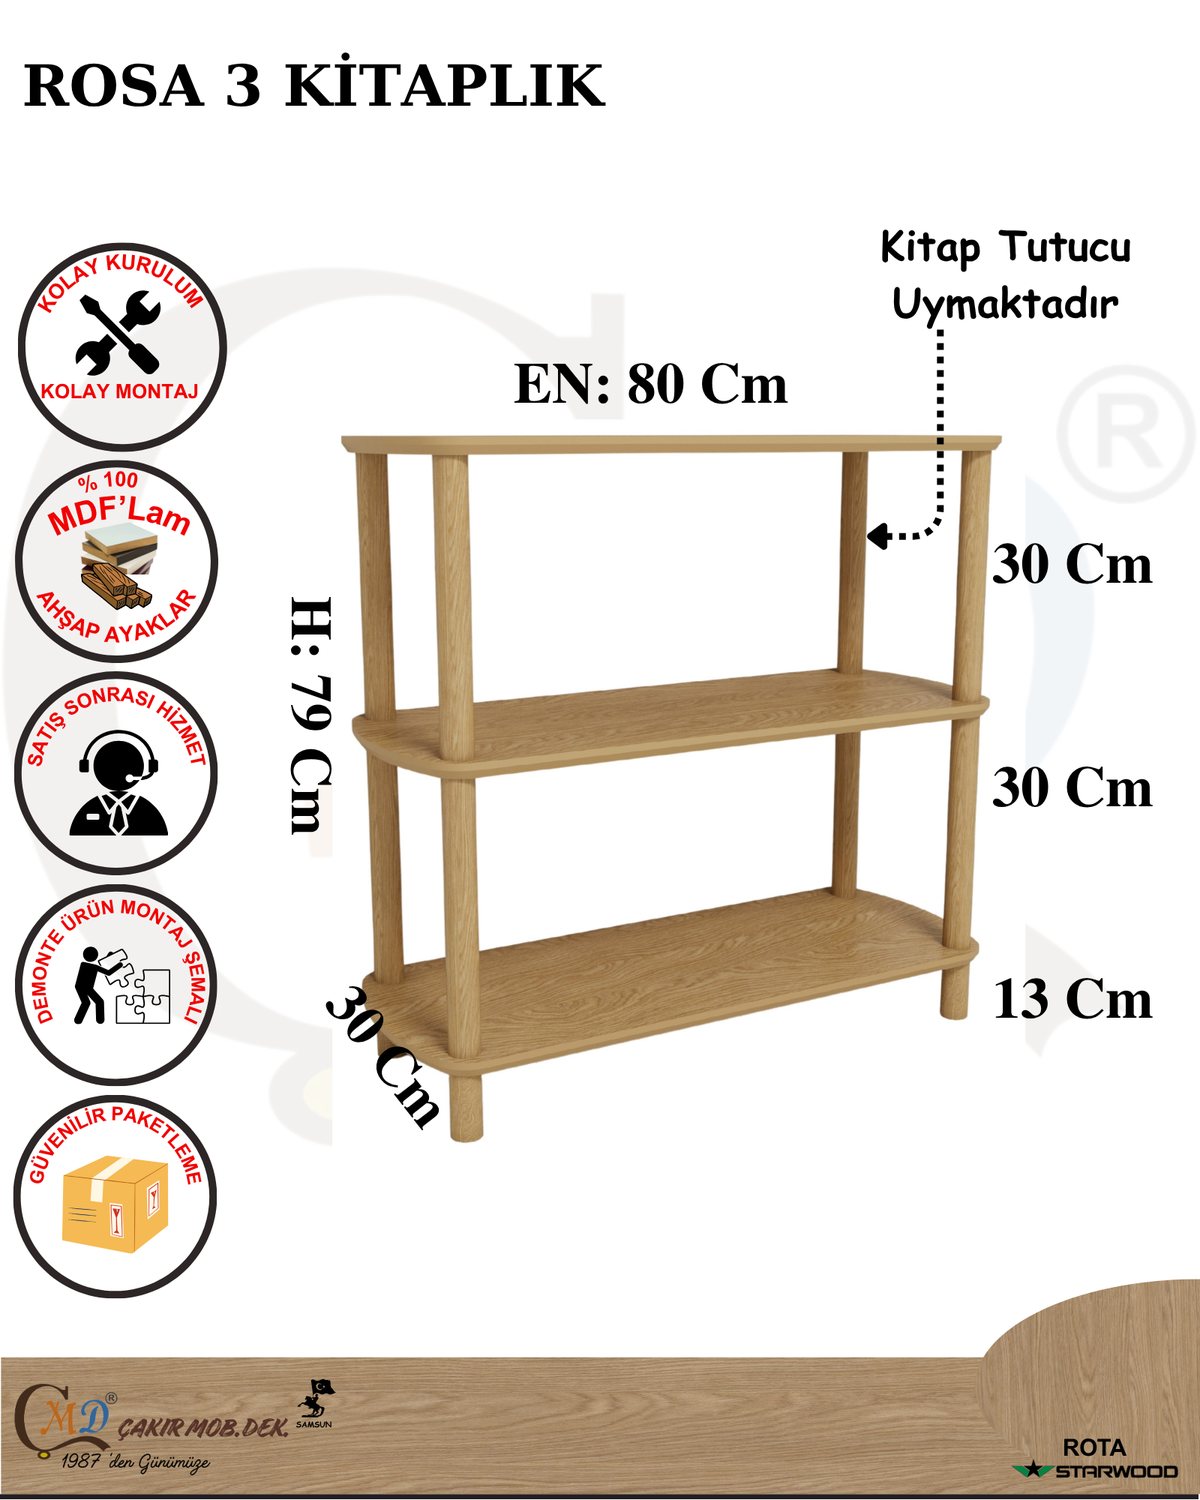 ROSA 3 KİTAPLIK
Kitap Tutucu
Uymaktadır
EN: 80 Cm
®
KOLAY KURULUM
KOLAY MONTAJ
% 100
MDF’Lam
AHŞAP AYAKLAR
30 Cm
H: 79 Cm
SATIŞ SONRASI HİZMET
30 Cm
DEMONTE ÜRÜN MONTAJ ŞEMALI
30 Cm
13 Cm
GÜVENİLİR PAKETLEME
ÇMD® ÇAKIR MOB.DEK.
SAMSUN
1987 'den Günümüze
ROTA
STARWOOD